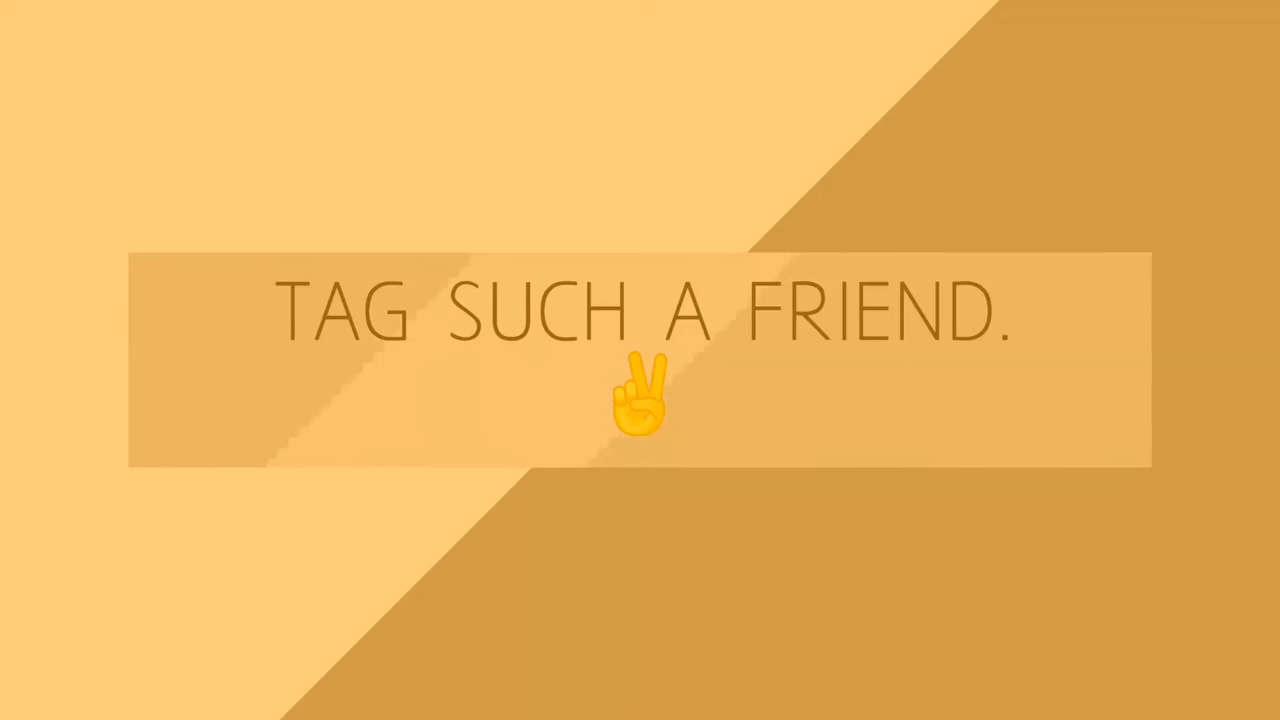 TAG SUCH A FRIEND.
✌